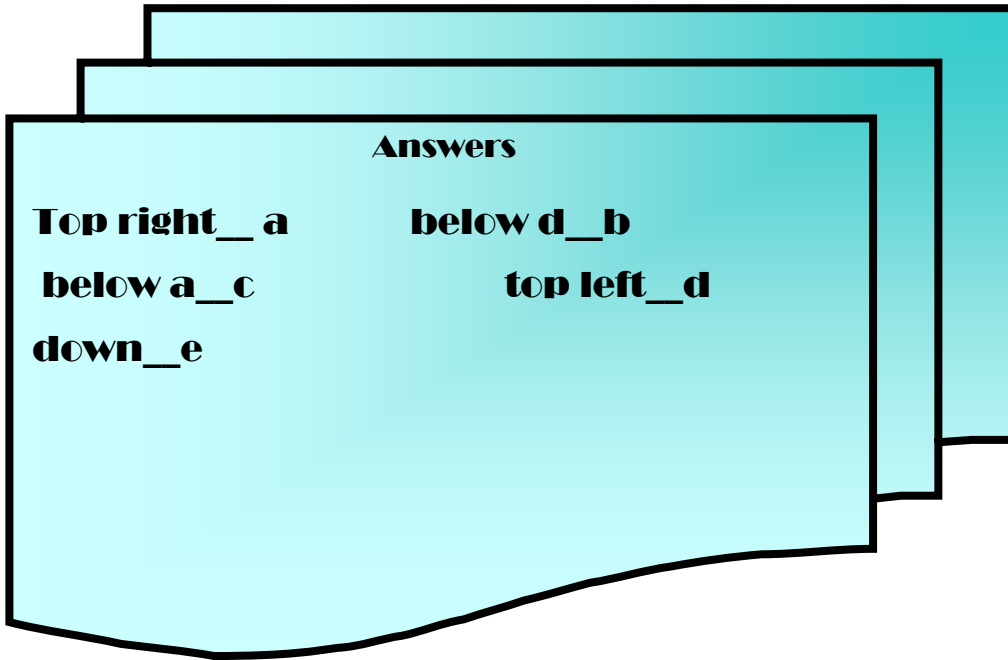 Answers
Top right__ a below d__b
below a__c top left__d
down__e